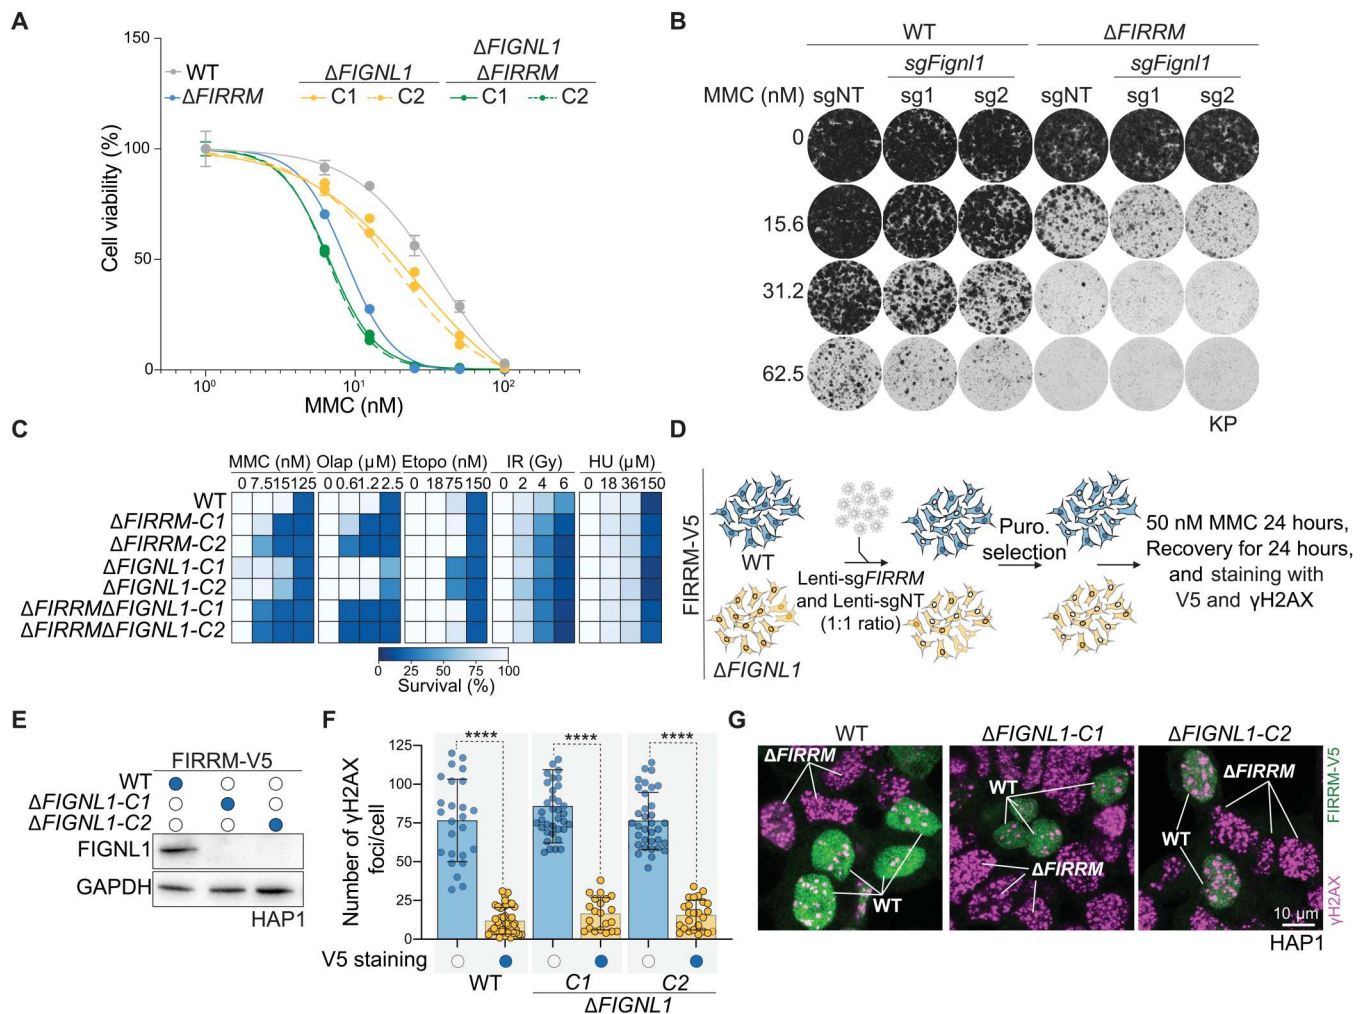 A
150
100
50
0
Cell viability (%)
10⁰
10¹
10²
MMC (nM)
WT
ΔFIRRM
ΔFIGNL1
C1
C2
ΔFIGNL1
ΔFIRRM
C1
C2
B
WT
ΔFIRRM
sgFignl1
sgFignl1
MMC (nM)
sgNT
sg1
sg2
sgNT
sg1
sg2
0
15.6
31.2
62.5
KP
C
MMC (nM)
Olap (µM)
Etopo (nM)
IR (Gy)
HU (µM)
0 7.5 15 125
0 0.6 1.2 2.5
0 18 75 150
0 2 4 6
0 18 36 150
WT
ΔFIRRM-C1
ΔFIRRM-C2
ΔFIGNL1-C1
ΔFIGNL1-C2
ΔFIRRMΔFIGNL1-C1
ΔFIRRMΔFIGNL1-C2
0 25 50 75 100
Survival (%)
D
FIRRM-V5
WT
ΔFIGNL1
Lenti-sgFIRRM
and Lenti-sgNT
(1:1 ratio)
Puro.
selection
50 nM MMC 24 hours,
Recovery for 24 hours,
and staining with
V5 and γH2AX
E
FIRRM-V5
WT
ΔFIGNL1-C1
ΔFIGNL1-C2
FIGNL1
GAPDH
HAP1
F
Number of γH2AX
foci/cell
125
100
75
50
25
0
****
****
****
V5 staining
WT
C1
C2
ΔFIGNL1
G
WT
ΔFIGNL1-C1
ΔFIGNL1-C2
ΔFIRRM
WT
WT
ΔFIRRM
ΔFIRRM
WT
10 µm
FIRRM-V5
γH2AX
HAP1